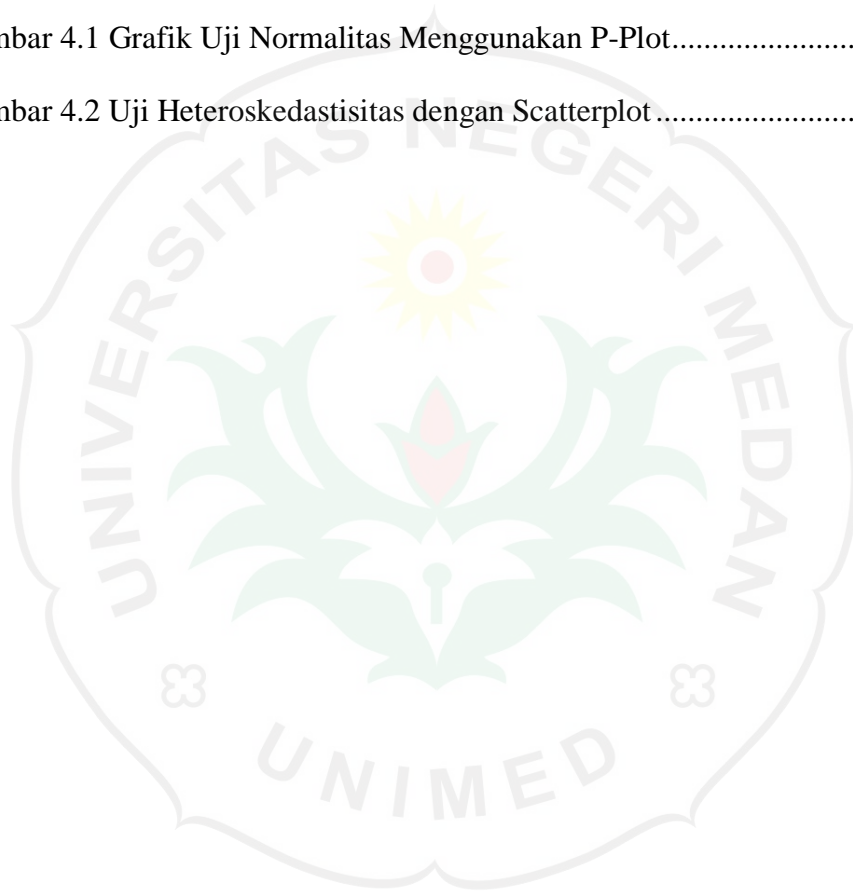 mbar 4.1 Grafik Uji Normalitas Menggunakan P-Plot.......................
mbar 4.2 Uji Heteroskedastisitas dengan Scatterplot.........................
UNIVERSITAS NEGERI MEDAN
UNIMED